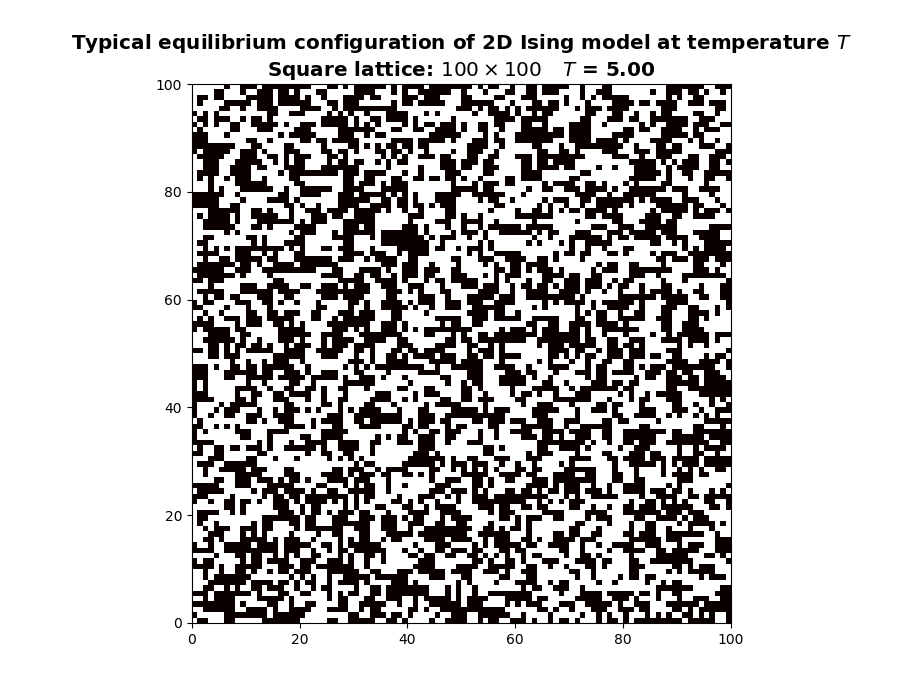 Typical equilibrium configuration of 2D Ising model at temperature T
Square lattice: 100 × 100 T = 5.00
100
80
60
40
20
0
0 20 40 60 80 100